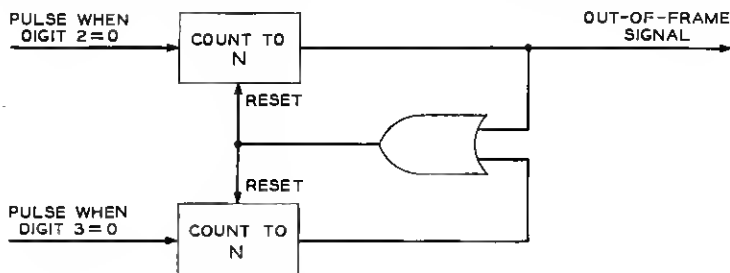 PULSE WHEN
DIGIT 2=0
COUNT TO
N
OUT-OF-FRAME
SIGNAL
RESET
RESET
PULSE WHEN
DIGIT 3=0
COUNT TO
N